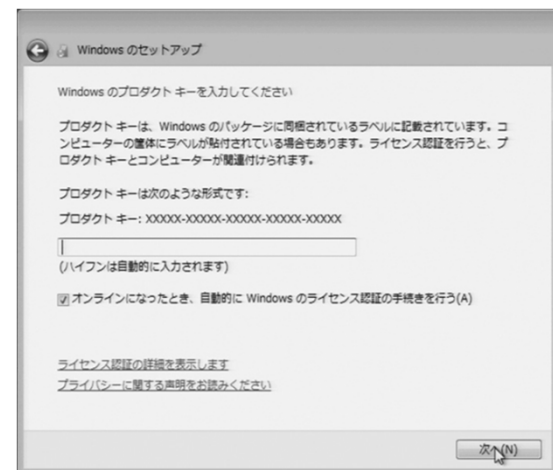 Windows のセットアップ
Windows のプロダクト キーを入力してください
プロダクト キーは、Windows のパッケージに同梱されているラベルに記載されています。コ
ンピューターの筐体にラベルが貼付されている場合もあります。ライセンス認証を行うと、プ
ロダクト キーとコンピューターが関連付けられます。
プロダクト キーは次のような形式です:
プロダクト キー: XXXXX-XXXXX-XXXXX-XXXXX-XXXXX
(ハイフンは自動的に入力されます)
オンラインになったとき、自動的に Windows のライセンス認証の手続きを行う(A)
ライセンス認証の詳細を表示します
プライバシーに関する声明をお読みください
次へ(N)